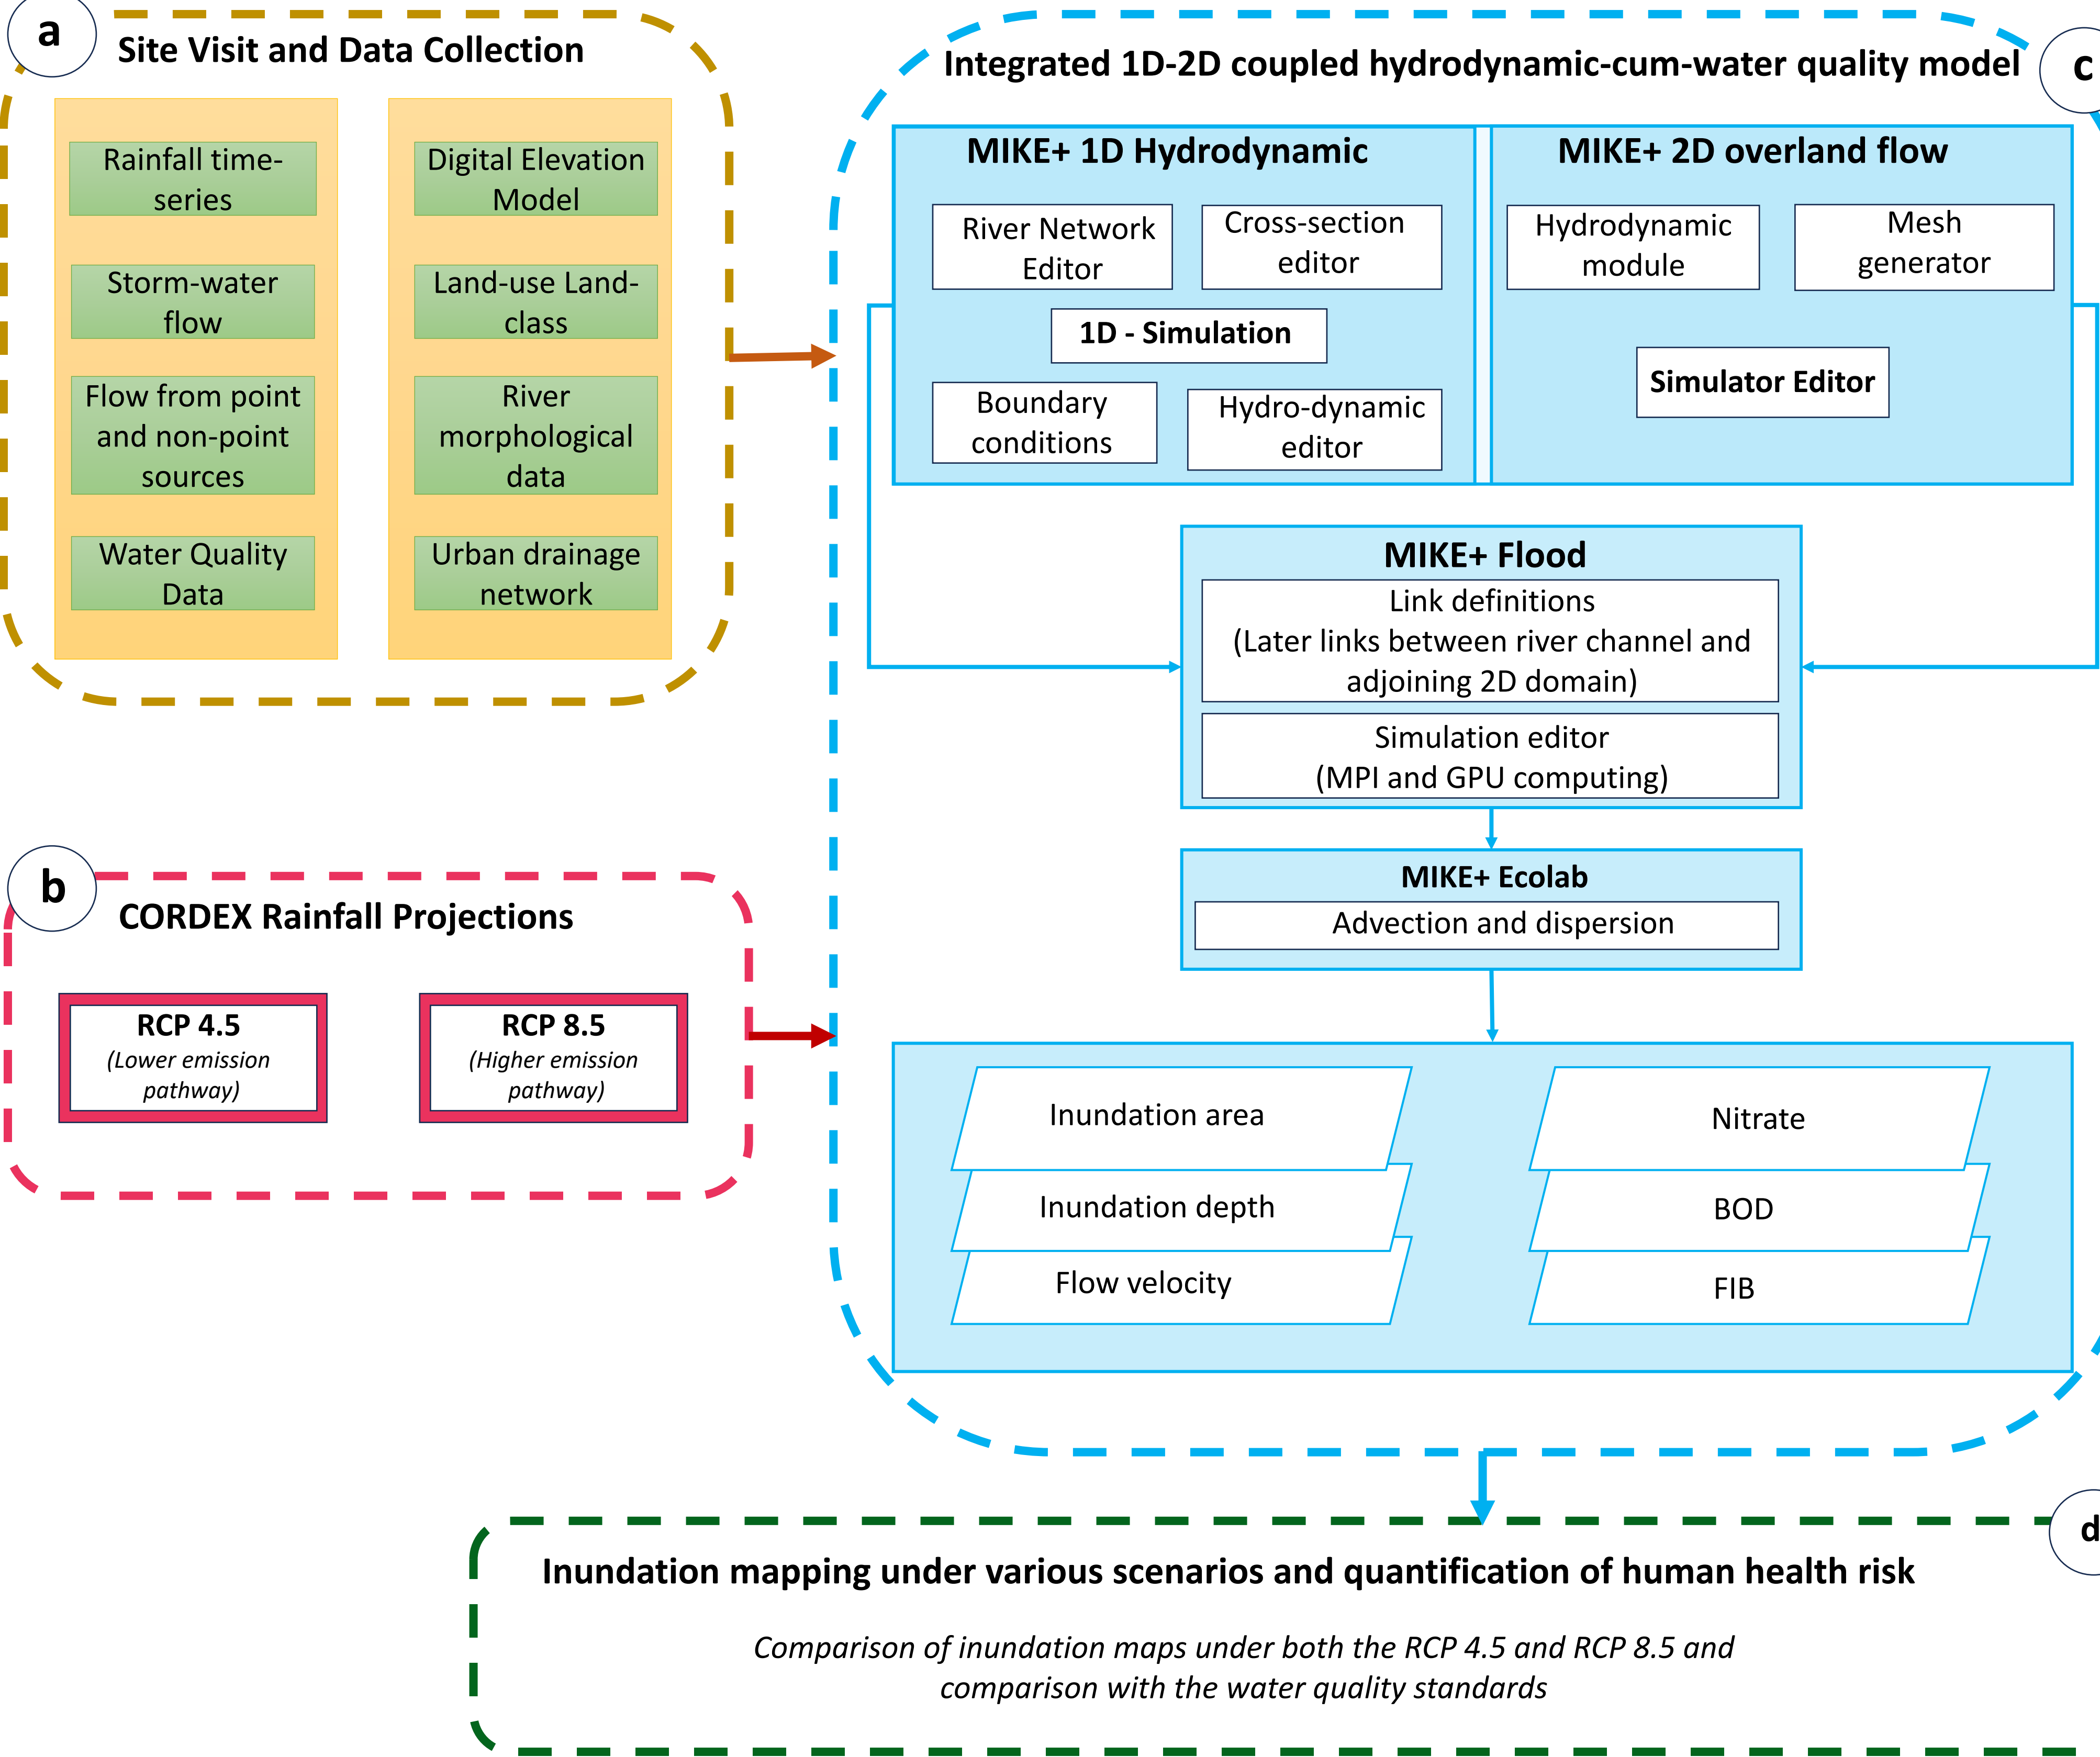 a
Site Visit and Data Collection
Rainfall time-
series
Storm-water
flow
Flow from point
and non-point
sources
Water Quality
Data
Digital Elevation
Model
Land-use Land-
class
River
morphological
data
Urban drainage
network
b
CORDEX Rainfall Projections
RCP 4.5
(Lower emission
pathway)
RCP 8.5
(Higher emission
pathway)
c
Integrated 1D-2D coupled hydrodynamic-cum-water quality model
MIKE+ 1D Hydrodynamic
River Network
Editor
Cross-section
editor
1D - Simulation
Boundary
conditions
Hydro-dynamic
editor
MIKE+ 2D overland flow
Hydrodynamic
module
Mesh
generator
Simulator Editor
MIKE+ Flood
Link definitions
(Later links between river channel and
adjoining 2D domain)
Simulation editor
(MPI and GPU computing)
MIKE+ Ecolab
Advection and dispersion
Inundation area
Inundation depth
Flow velocity
Nitrate
BOD
FIB
d
Inundation mapping under various scenarios and quantification of human health risk
Comparison of inundation maps under both the RCP 4.5 and RCP 8.5 and
comparison with the water quality standards